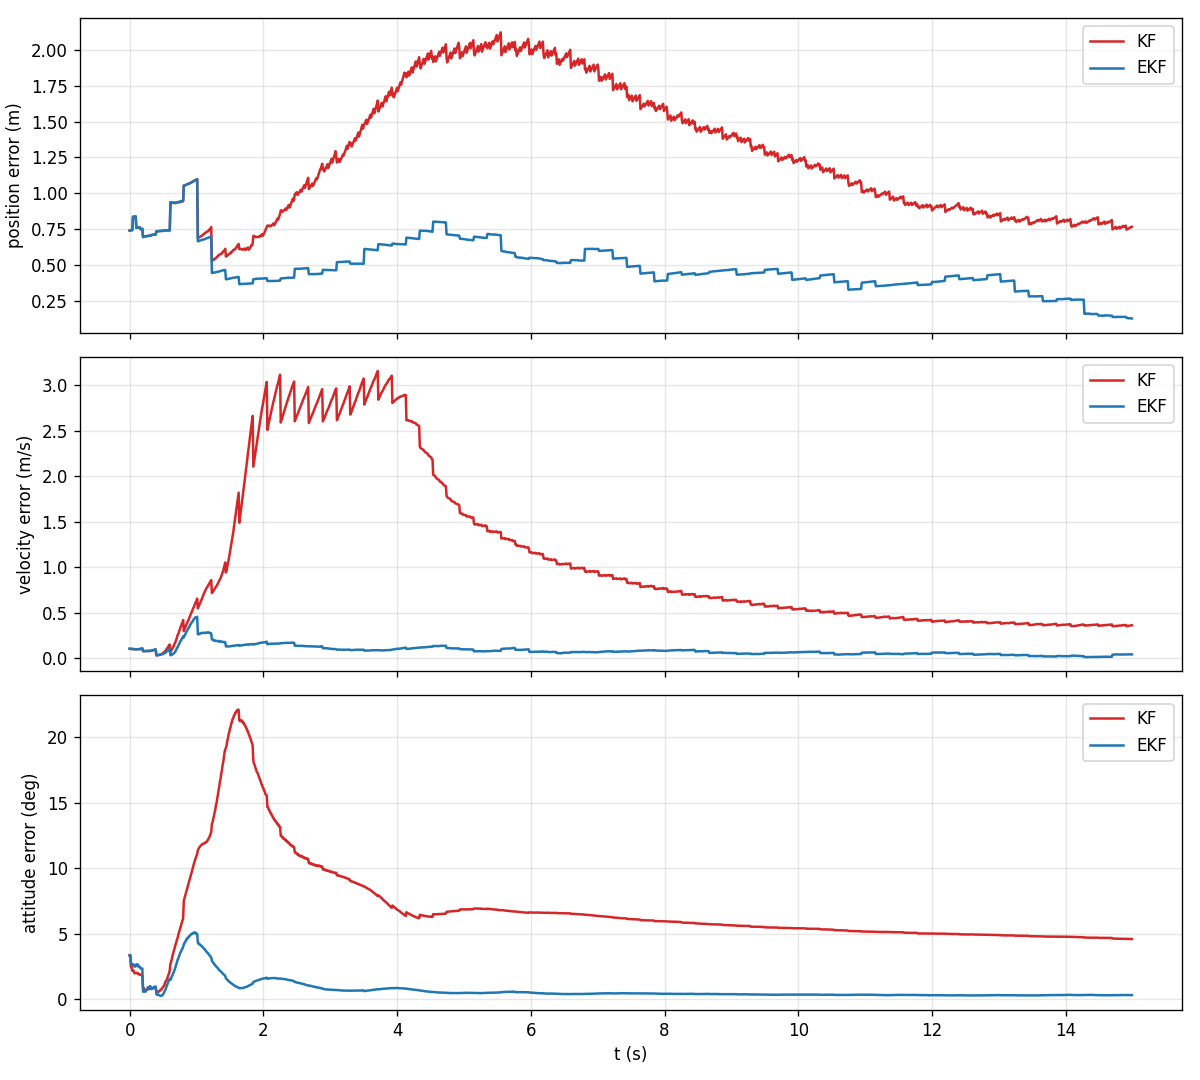 position error (m)
2.00
1.75
1.50
1.25
1.00
0.75
0.50
0.25
KF
EKF
velocity error (m/s)
3.0
2.5
2.0
1.5
1.0
0.5
0.0
KF
EKF
attitude error (deg)
20
15
10
5
0
KF
EKF
0 2 4 6 8 10 12 14
t (s)